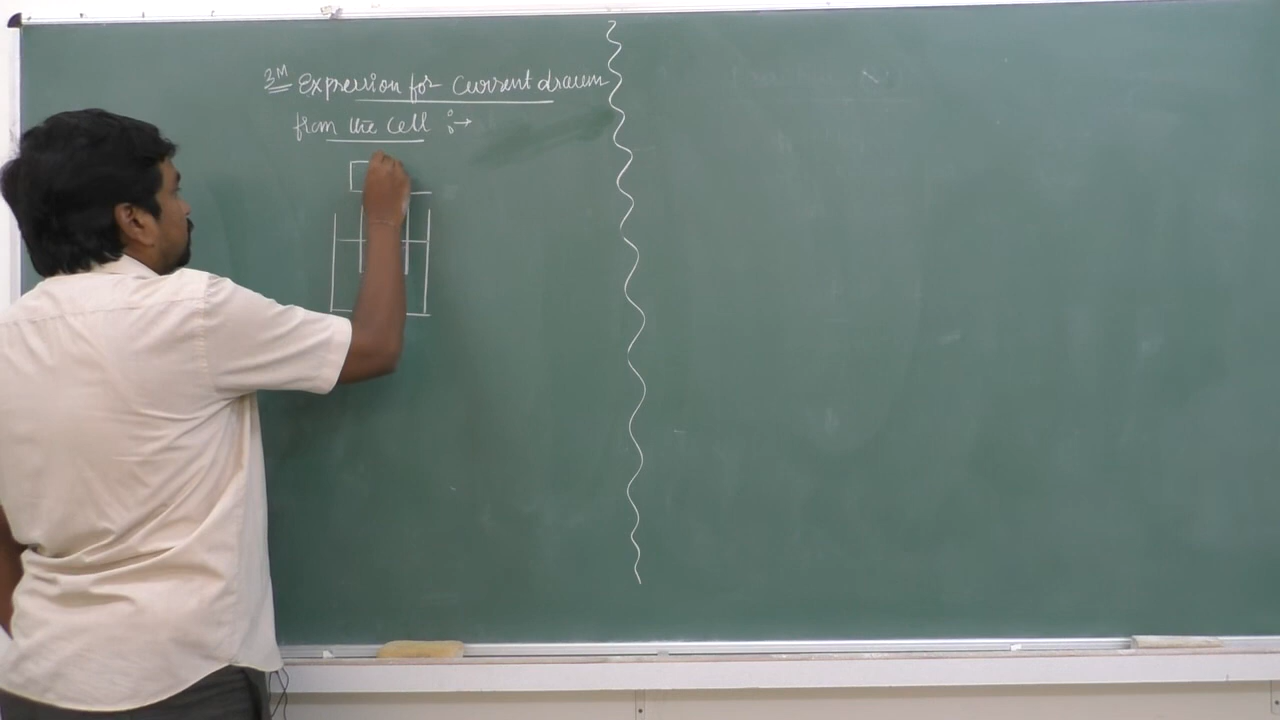 3M Expression for Current drawn
from the Cell :→